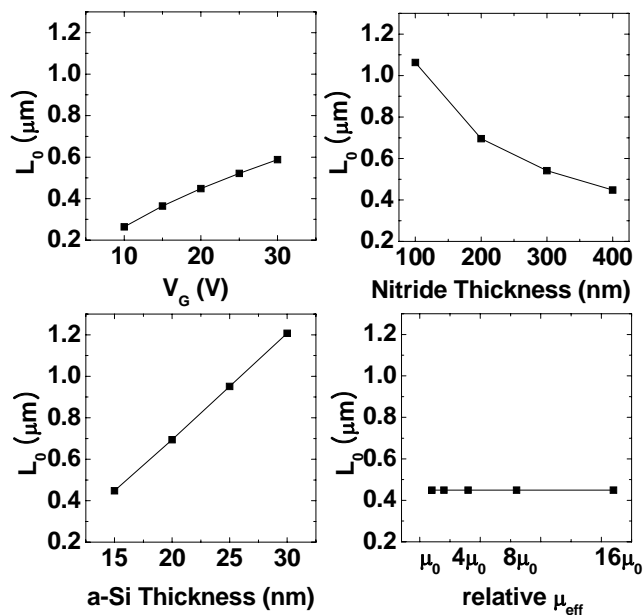 1.2
1.0
0.8
0.6
0.4
0.2
L0 (μm)
10 20 30
VG (V)
1.2
1.0
0.8
0.6
0.4
0.2
L0 (μm)
100 200 300 400
Nitride Thickness (nm)
1.2
1.0
0.8
0.6
0.4
0.2
L0 (μm)
15 20 25 30
a-Si Thickness (nm)
1.2
1.0
0.8
0.6
0.4
0.2
L0 (μm)
μ0 4μ0 8μ0 16μ0
relative μeff